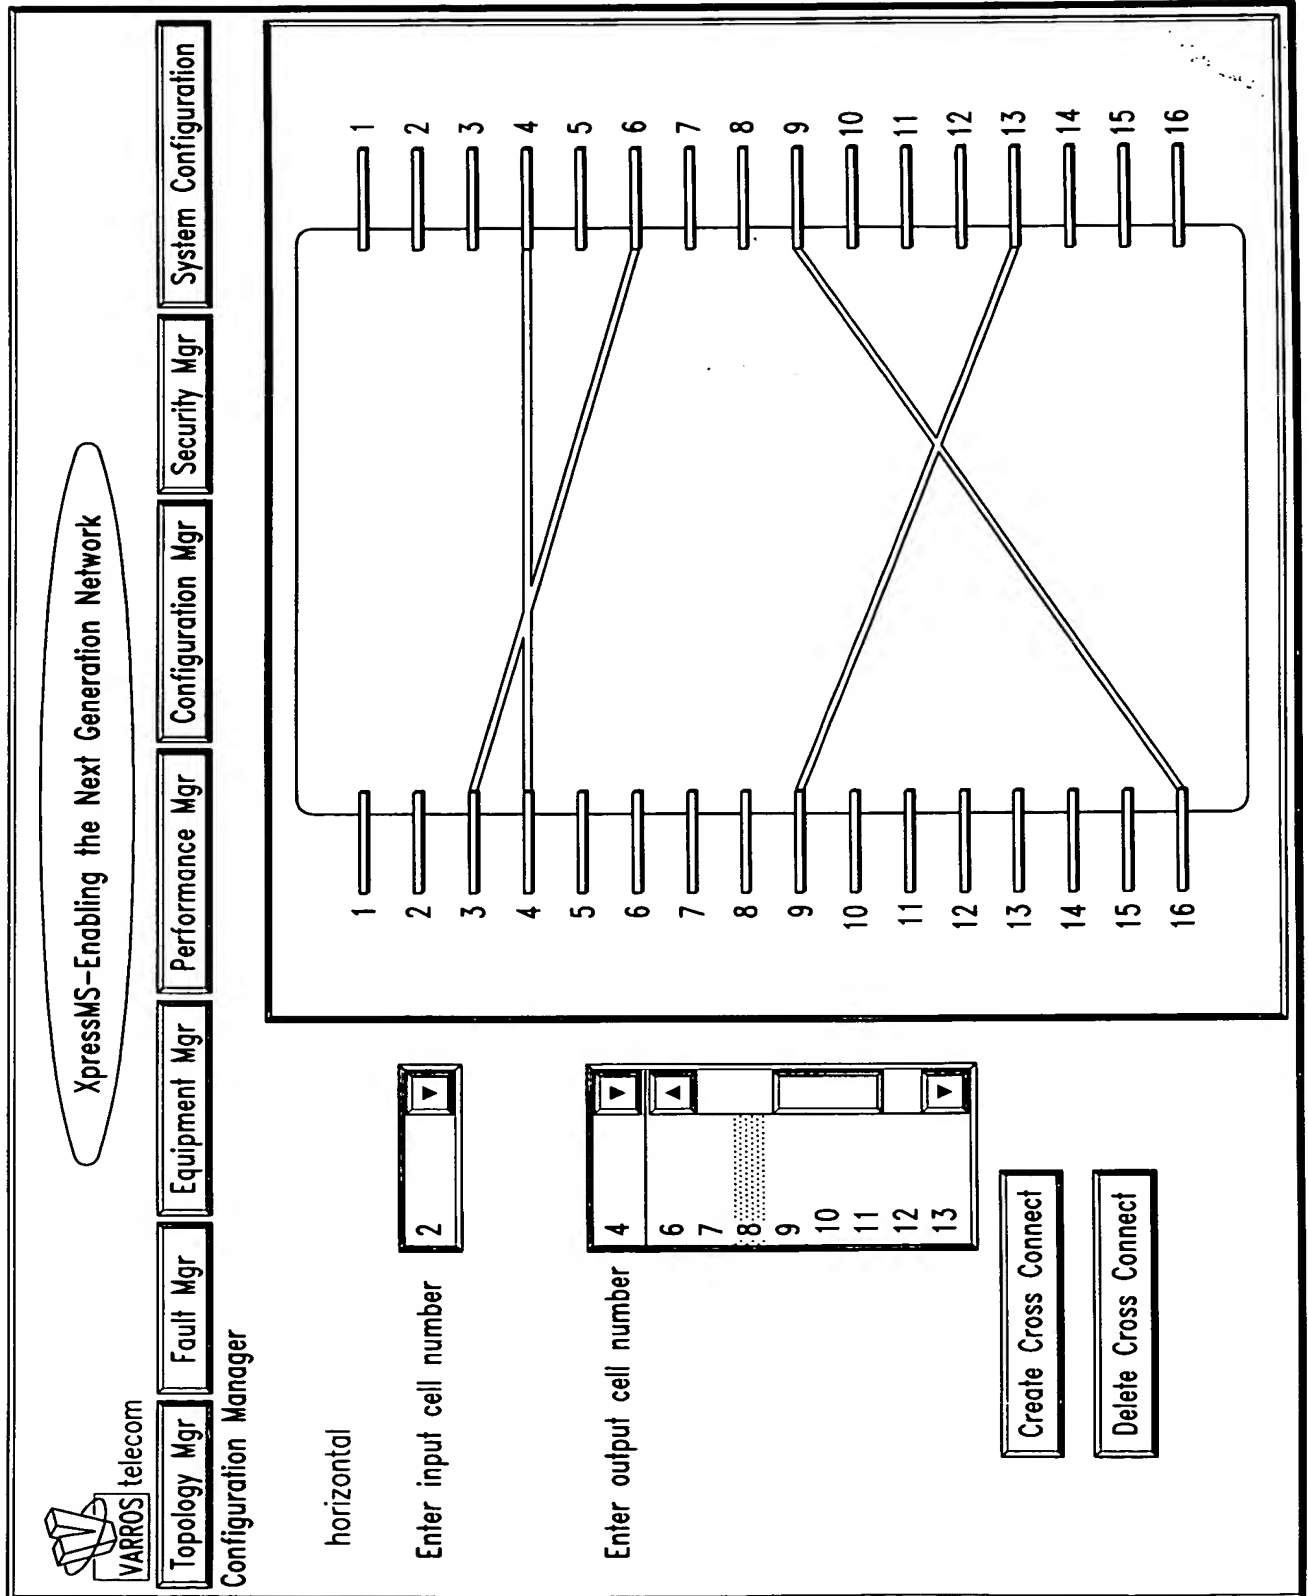 VARROS telecom
XpressMS-Enabling the Next Generation Network
Topology Mgr
Fault Mgr
Equipment Mgr
Performance Mgr
Configuration Mgr
Security Mgr
System Configuration
Configuration Manager
horizontal
Enter input cell number
2
Enter output cell number
4
6
7
8
9
10
11
12
13
Create Cross Connect
Delete Cross Connect
1
2
3
4
5
6
7
8
9
10
11
12
13
14
15
16
1
2
3
4
5
6
7
8
9
10
11
12
13
14
15
16